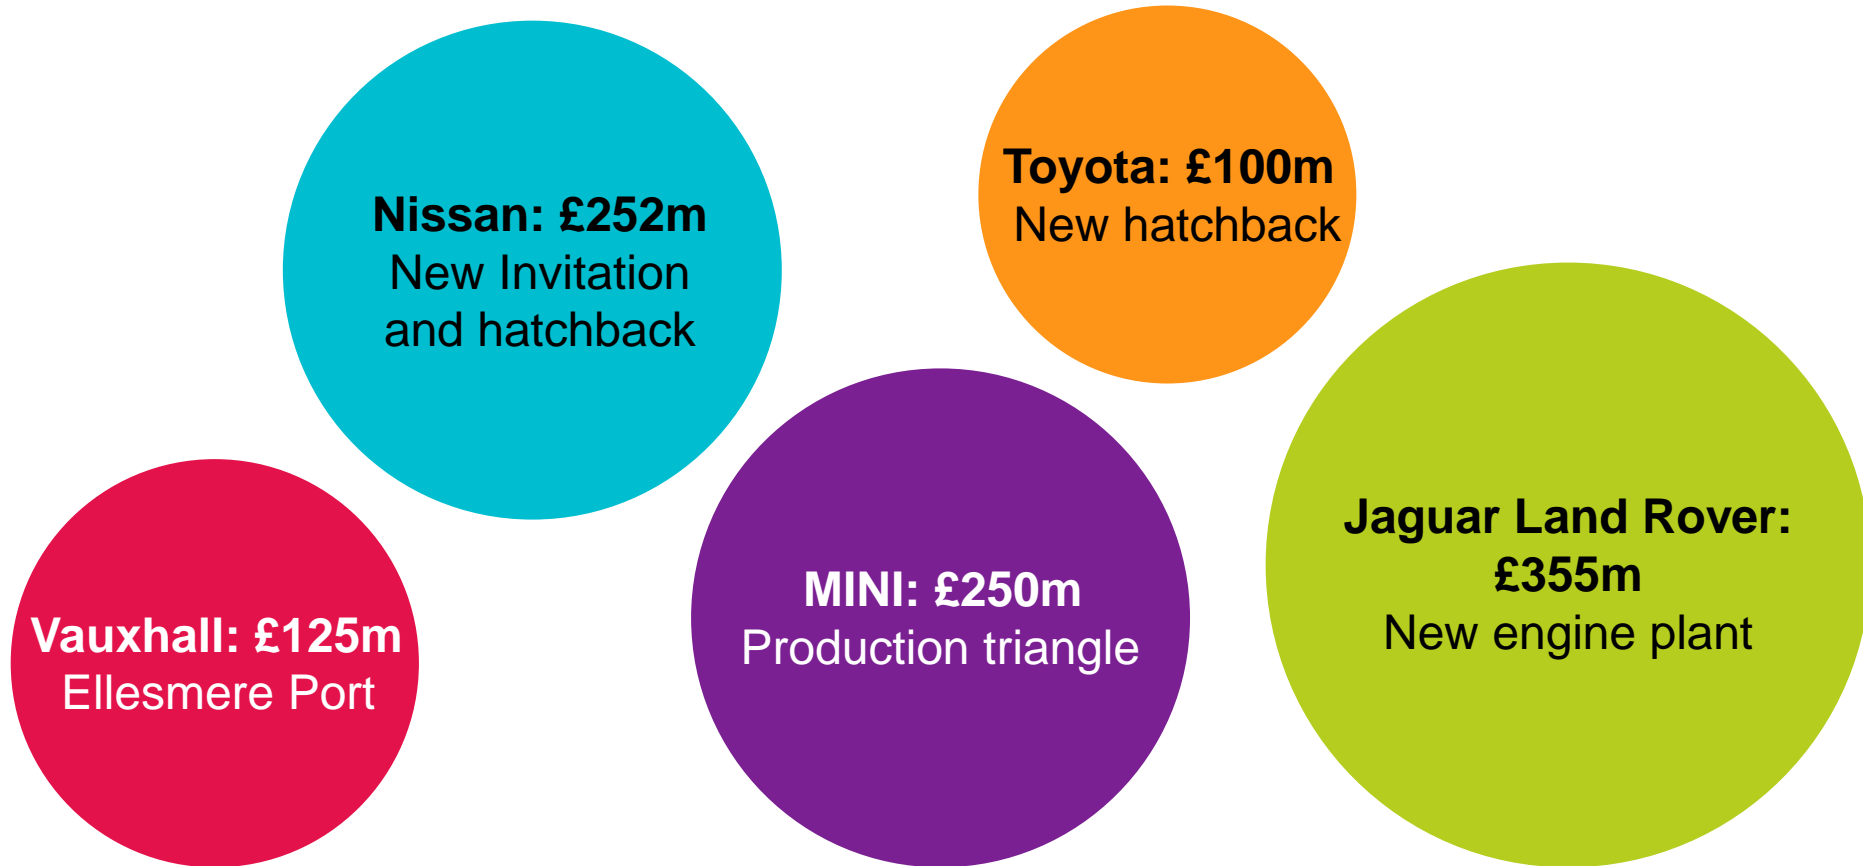 Nissan: £252m
New Invitation
and hatchback
Toyota: £100m
New hatchback
Vauxhall: £125m
Ellesmere Port
MINI: £250m
Production triangle
Jaguar Land Rover:
£355m
New engine plant